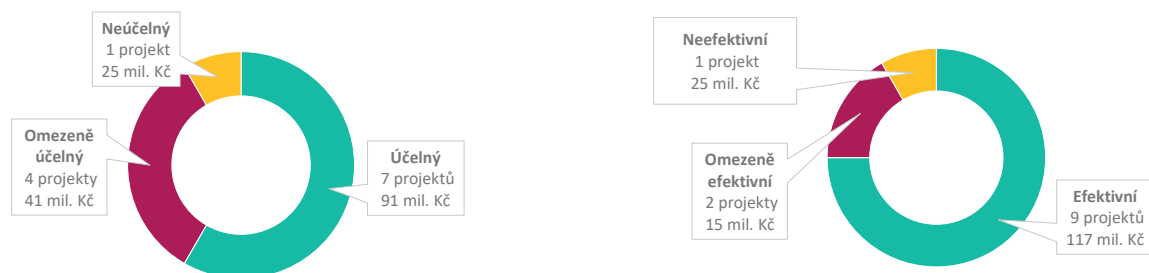 Neúčelný
1 projekt
25 mil. Kč
Omezeně
účelný
4 projekty
41 mil. Kč
Účelný
7 projektů
91 mil. Kč
Neefektivní
1 projekt
25 mil. Kč
Omezeně
efektivní
2 projekty
15 mil. Kč
Efektivní
9 projektů
117 mil. Kč